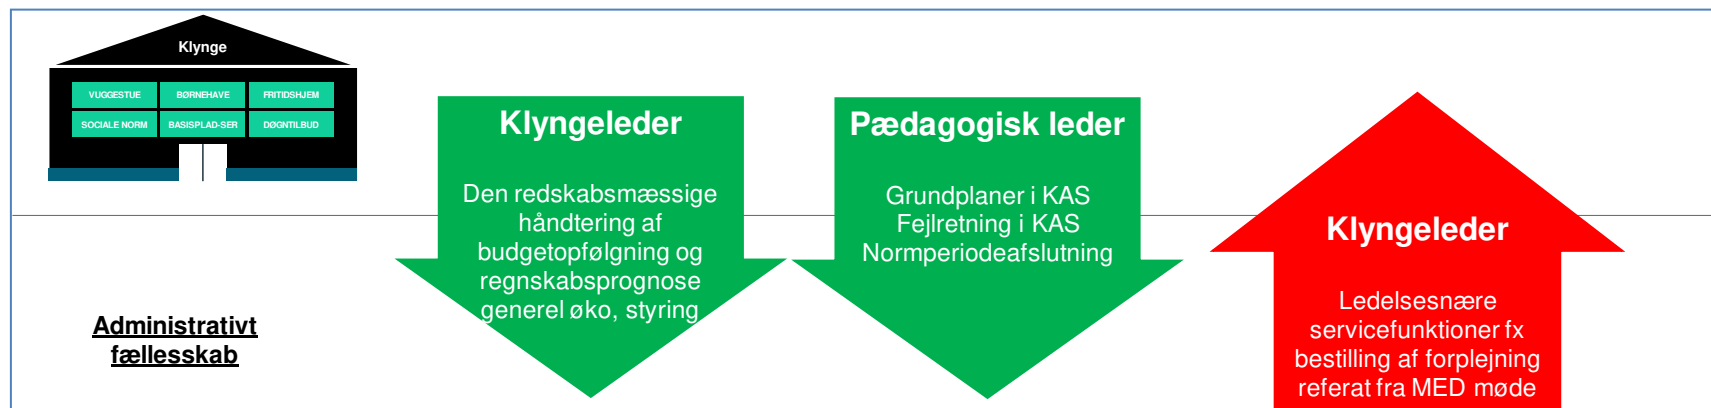 Klynge
VUGGESTUE
BØRNEHAVE
FRITIDSHJEM
SOCIALE NORM
BASISPLAD-SER
DØGNTILBUD
Klyngeleder
Den redskabsmæssige
håndtering af
budgetopfølgning og
regnskabsprognose
generel øko, styring
Pædagogisk leder
Grundplaner i KAS
Fejlretning i KAS
Normperiodeafslutning
Klyngeleder
Ledelsesnære
servicefunktioner fx
bestilling af forplejning
referat fra MED møde
Administrativt
fællesskab